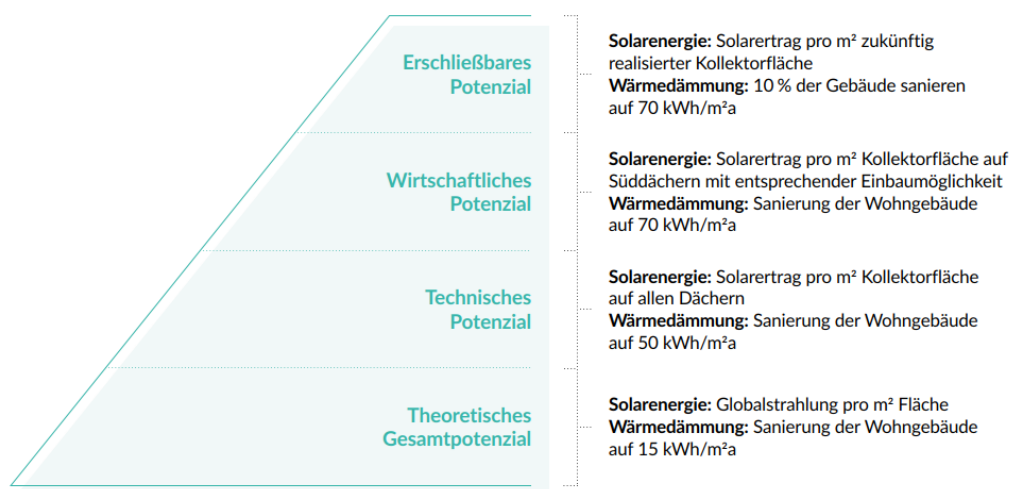 Erschließbares
Potenzial
Solarenergie: Solarertrag pro m² zukünftig
realisierter Kollektorfläche
Wärmedämmung: 10 % der Gebäude sanieren
auf 70 kWh/m²a
Wirtschaftliches
Potenzial
Solarenergie: Solarertrag pro m² Kollektorfläche auf
Süddächern mit entsprechender Einbaumöglichkeit
Wärmedämmung: Sanierung der Wohngebäude
auf 70 kWh/m²a
Technisches
Potenzial
Solarenergie: Solarertrag pro m² Kollektorfläche
auf allen Dächern
Wärmedämmung: Sanierung der Wohngebäude
auf 50 kWh/m²a
Theoretisches
Gesamtpotenzial
Solarenergie: Globalstrahlung pro m² Fläche
Wärmedämmung: Sanierung der Wohngebäude
auf 15 kWh/m²a